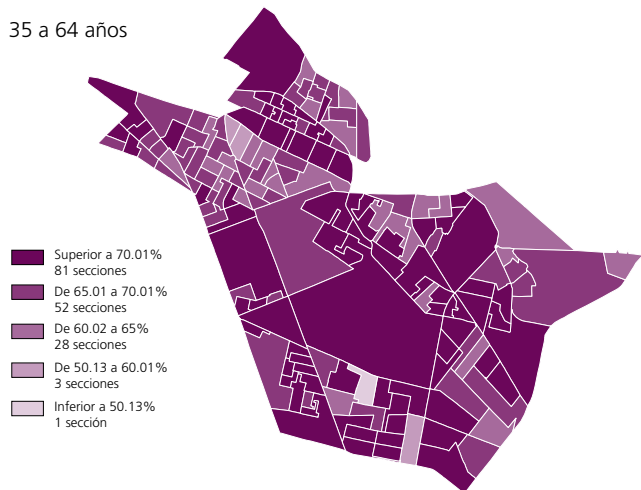 35 a 64 años
Superior a 70.01%
81 secciones
De 65.01 a 70.01%
52 secciones
De 60.02 a 65%
28 secciones
De 50.13 a 60.01%
3 secciones
Inferior a 50.13%
1 sección